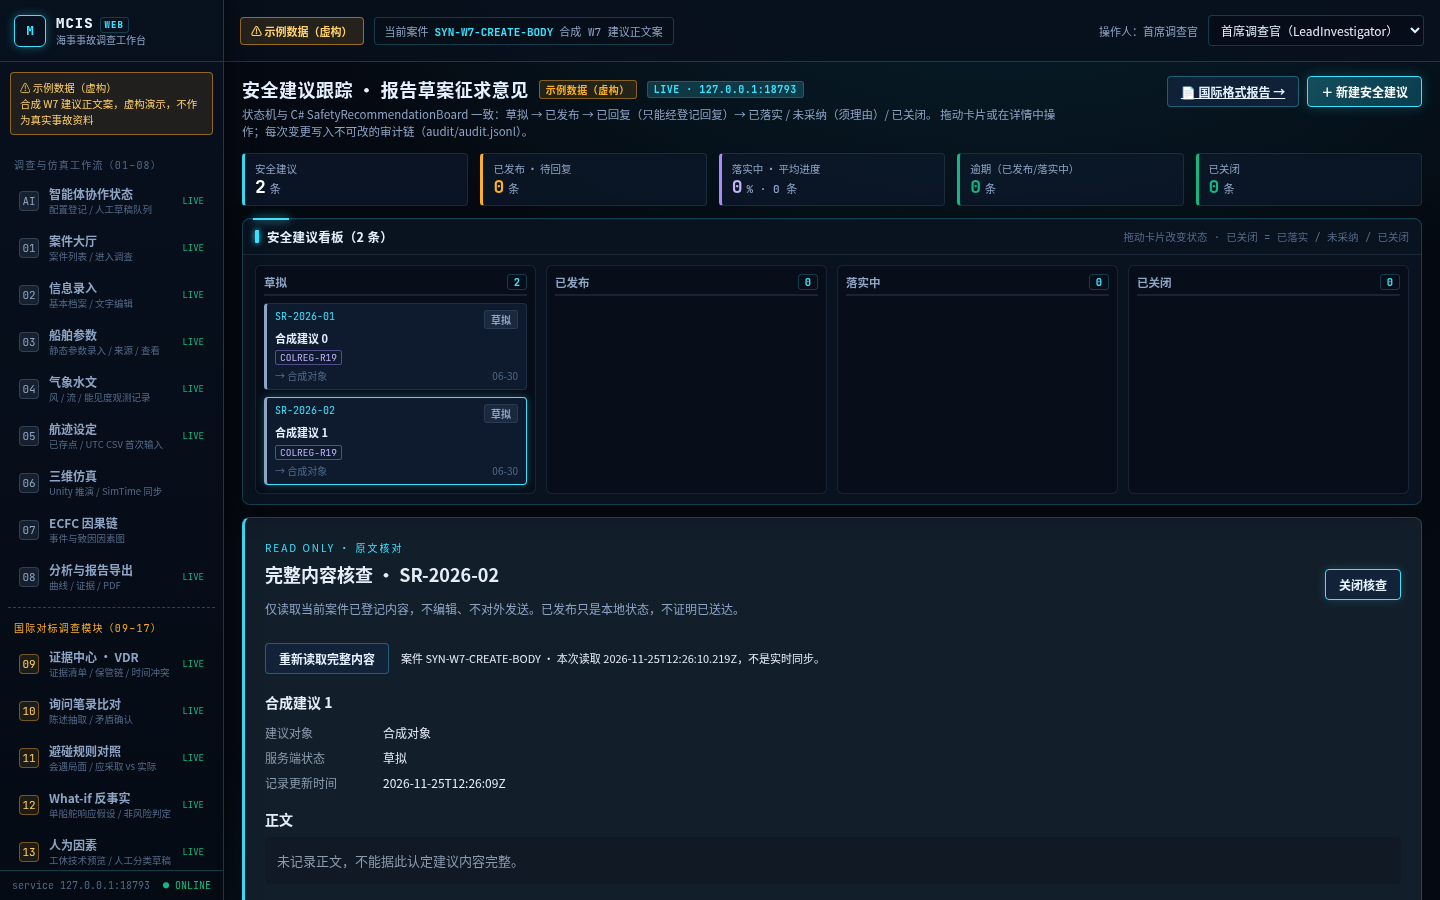 M
MCIS WEB
海事事故调查工作台
⚠ 示例数据（虚构）
合成 W7 建议正文案，虚构演示，不作
为真实事故资料
调查与仿真工作流（01-08）
AI 智能体协作状态 LIVE
配置登记 / 人工草稿队列
01 案件大厅 LIVE
案件列表 / 进入调查
02 信息录入 LIVE
基本档案 / 文字编辑
03 船舶参数 LIVE
静态参数录入 / 来源 / 查看
04 气象水文 LIVE
风 / 流 / 能见度观测记录
05 航迹设定 LIVE
已存点 / UTC CSV 首次输入
06 三维仿真
Unity 推演 / SimTime 同步
07 ECFC 因果链
事件与致因因素图
08 分析与报告导出 LIVE
曲线 / 证据 / PDF
国际对标调查模块（09-17）
09 证据中心 · VDR LIVE
证据清单 / 保管链 / 时间冲突
10 询问笔录比对 LIVE
陈述抽取 / 矛盾确认
11 避碰规则对照 LIVE
会遇局面 / 应采取 vs 实际
12 What-if 反事实 LIVE
单船舵响应假设 / 非风险判定
13 人为因素 LIVE
工休技术预览 / 人工分类草稿
service 127.0.0.1:18793 ● ONLINE
⚠ 示例数据（虚构）
当前案件 SYN-W7-CREATE-BODY 合成 W7 建议正文案
操作人：首席调查官
首席调查官（LeadInvestigator）
安全建议跟踪 · 报告草案征求意见 示例数据（虚构） LIVE · 127.0.0.1:18793
状态机与 C# SafetyRecommendationBoard 一致：草拟 → 已发布 → 已回复（只能经登记回复）→ 已落实 / 未采纳（须理由）/ 已关闭。 拖动卡片或在详情中操
作；每次变更写入不可改的审计链（audit/audit.jsonl）。
📄 国际格式报告 →
＋ 新建安全建议
安全建议
2 条
已发布 · 待回复
0 条
落实中 · 平均进度
0 % · 0 条
逾期（已发布/落实中）
0 条
已关闭
0 条
安全建议看板（2 条）
拖动卡片改变状态 · 已关闭 = 已落实 / 未采纳 / 已关闭
草拟 2
SR-2026-01 草拟
合成建议 0
COLREG-R19
→ 合成对象 06-30
SR-2026-02 草拟
合成建议 1
COLREG-R19
→ 合成对象 06-30
已发布 0
落实中 0
已关闭 0
READ ONLY · 原文核对
完整内容核查 · SR-2026-02
关闭核查
仅读取当前案件已登记内容，不编辑、不对外发送。已发布只是本地状态，不证明已送达。
重新读取完整内容
案件 SYN-W7-CREATE-BODY · 本次读取 2026-11-25T12:26:10.219Z，不是实时同步。
合成建议 1
建议对象 合成对象
服务端状态 草拟
记录更新时间 2026-11-25T12:26:09Z
正文
未记录正文，不能据此认定建议内容完整。